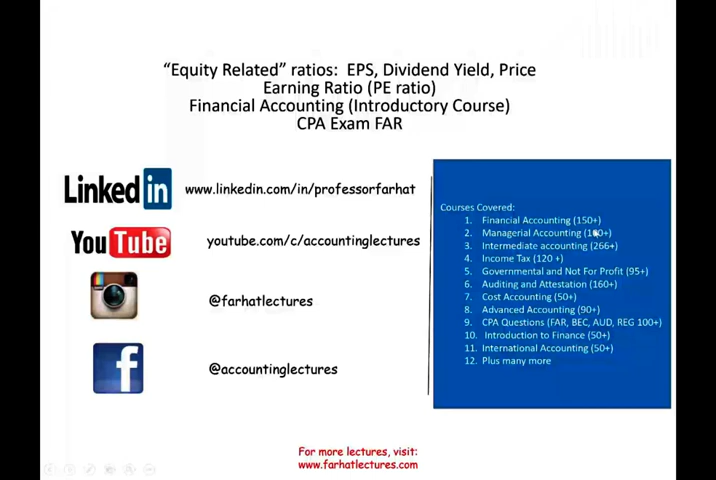 “Equity Related” ratios: EPS, Dividend Yield, Price
Earning Ratio (PE ratio)
Financial Accounting (Introductory Course)
CPA Exam FAR
Linked in
www.linkedin.com/in/professorfarhat
YouTube
youtube.com/c/accountinglectures
@farhatlectures
f
@accountinglectures
Courses Covered:
1. Financial Accounting (150+)
2. Managerial Accounting
3. Intermediate accounting (266+)
4. Income Tax (120 +)
5. Governmental and Not For Profit (95+)
6. Auditing and Attestation (160+)
7. Cost Accounting (50+)
8. Advanced Accounting (90+)
9. CPA Questions (FAR, BEC, AUD, REG 100+)
10. Introduction to Finance (50+)
11. International Accounting (50+)
12. Plus many more
For more lectures, visit:
www.farhatlectures.com